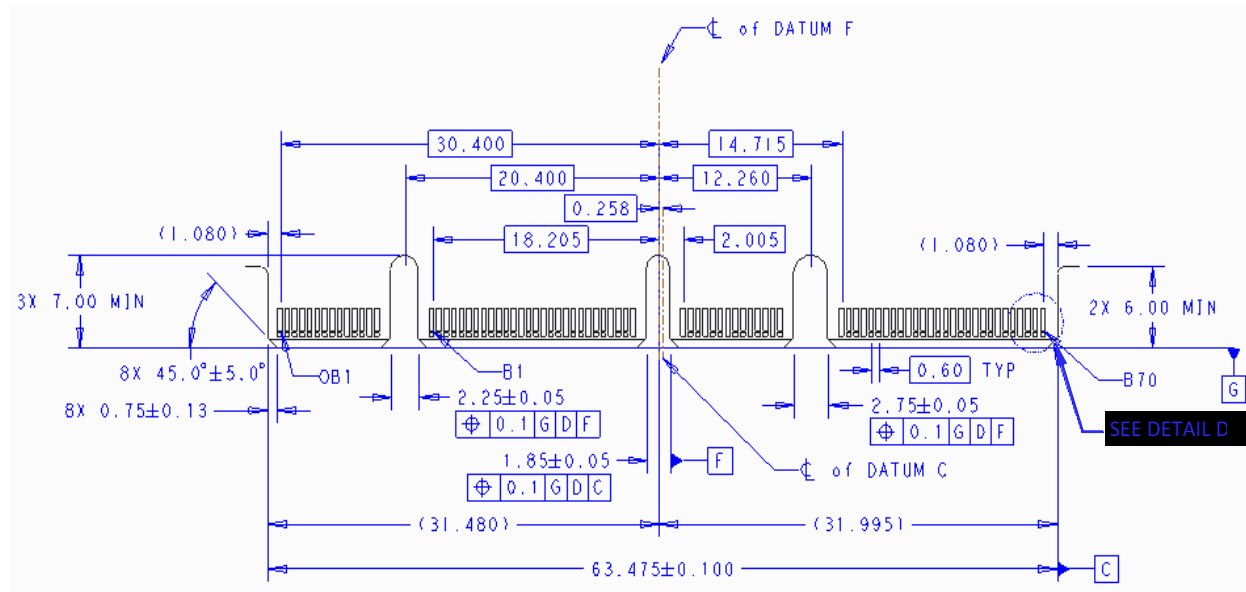 ℄ of DATUM F
30.400
14.715
20.400
12.260
0.258
(1.080)
18.205
2.005
(1.080)
3X 7.00 MIN
2X 6.00 MIN
8X 45.0°±5.0°
OB1
B1
0.60 TYP
B70
G
8X 0.75±0.13
2.25±0.05
⌖ 0.1 G D F
2.75±0.05
⌖ 0.1 G D F
SEE DETAIL D
1.85±0.05
F
⌖ 0.1 G D C
℄ of DATUM C
(31.480)
(31.995)
63.475±0.100
C